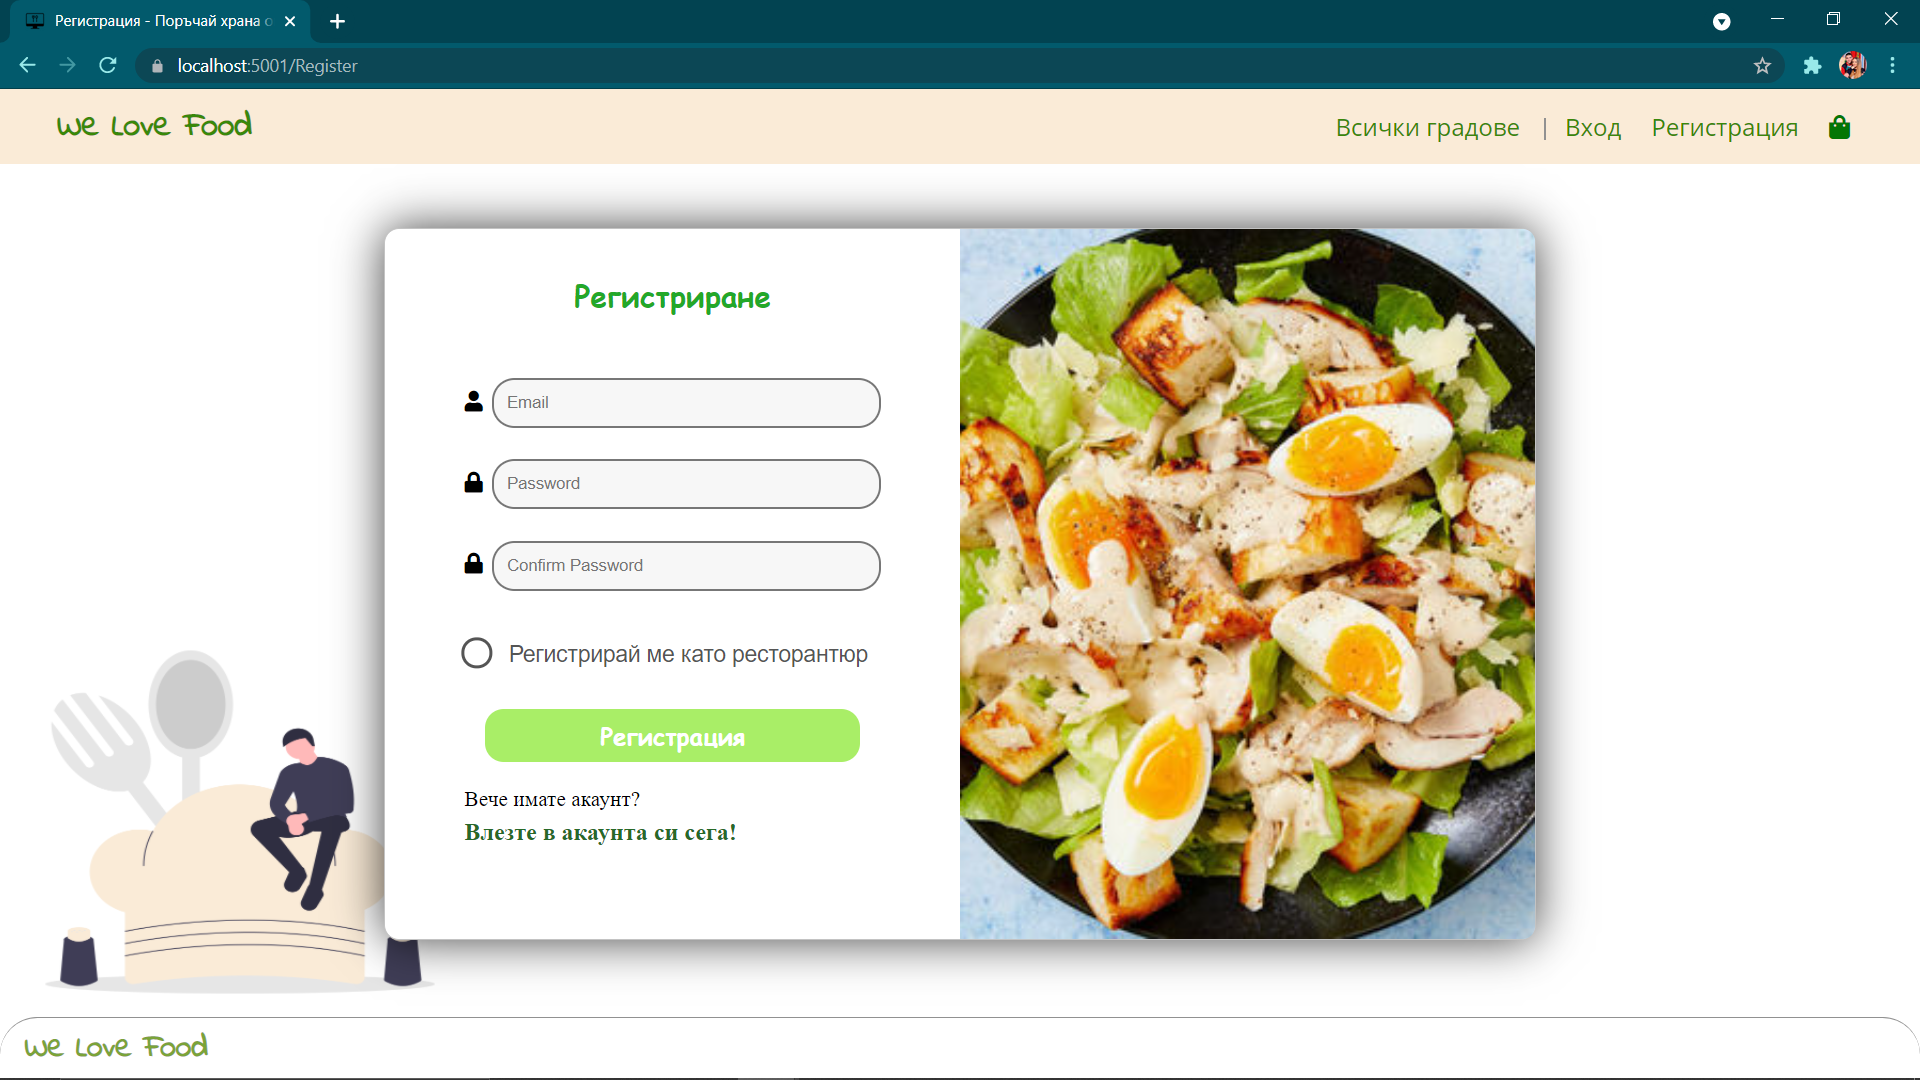 Регистрация - Поръчай храна о
localhost:5001/Register
We Love Food
Всички градове | Вход Регистрация
Регистриране
Email
Password
Confirm Password
Регистрирай ме като ресторантюр
Регистрация
Вече имате акаунт?
Влезте в акаунта си сега!
We Love Food